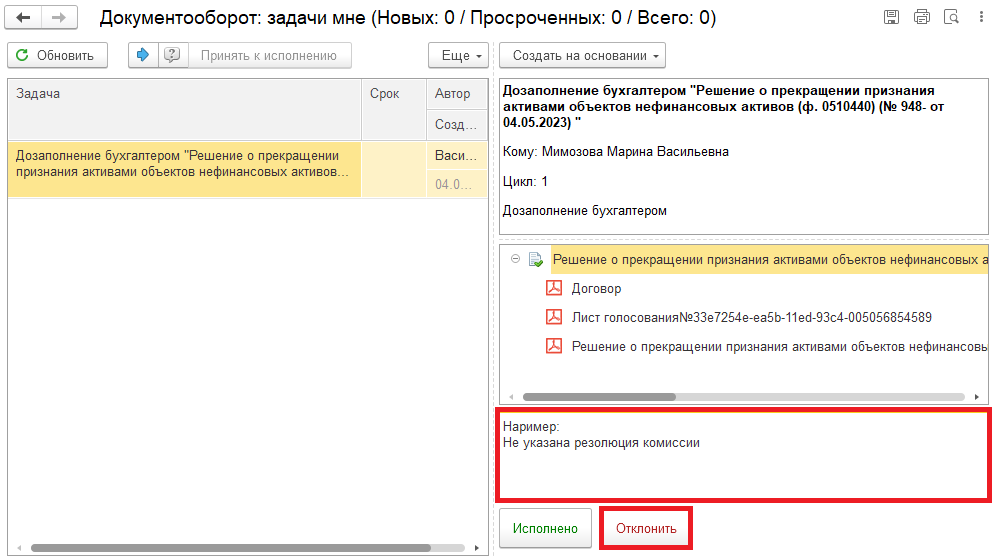 Документооборот: задачи мне (Новых: 0 / Просроченных: 0 / Всего: 0)
Обновить
Принять к исполнению
Еще
Создать на основании
Задача
Срок
Автор
Созд...
Дозаполнение бухгалтером "Решение о прекращении
признания активами объектов нефинансовых активов...
Васи...
04.0...
Дозаполнение бухгалтером "Решение о прекращении признания
активами объектов нефинансовых активов (ф. 0510440) (№ 948- от
04.05.2023) "
Кому: Мимозова Марина Васильевна
Цикл: 1
Дозаполнение бухгалтером
Решение о прекращении признания активами объектов нефинансовых а
Договор
Лист голосования№33e7254e-ea5b-11ed-93c4-005056854589
Решение о прекращении признания активами объектов нефинансовь
Наример:
Не указана резолюция комиссии
Исполнено
Отклонить